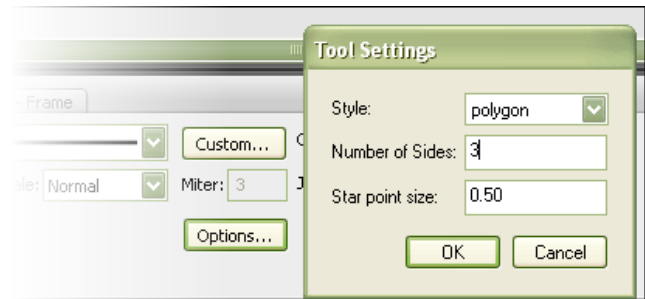 Tool Settings
Frame
Style: polygon
Custom...
Number of Sides: 3
Normal Miter: 3
Star point size: 0.50
Options...
OK Cancel